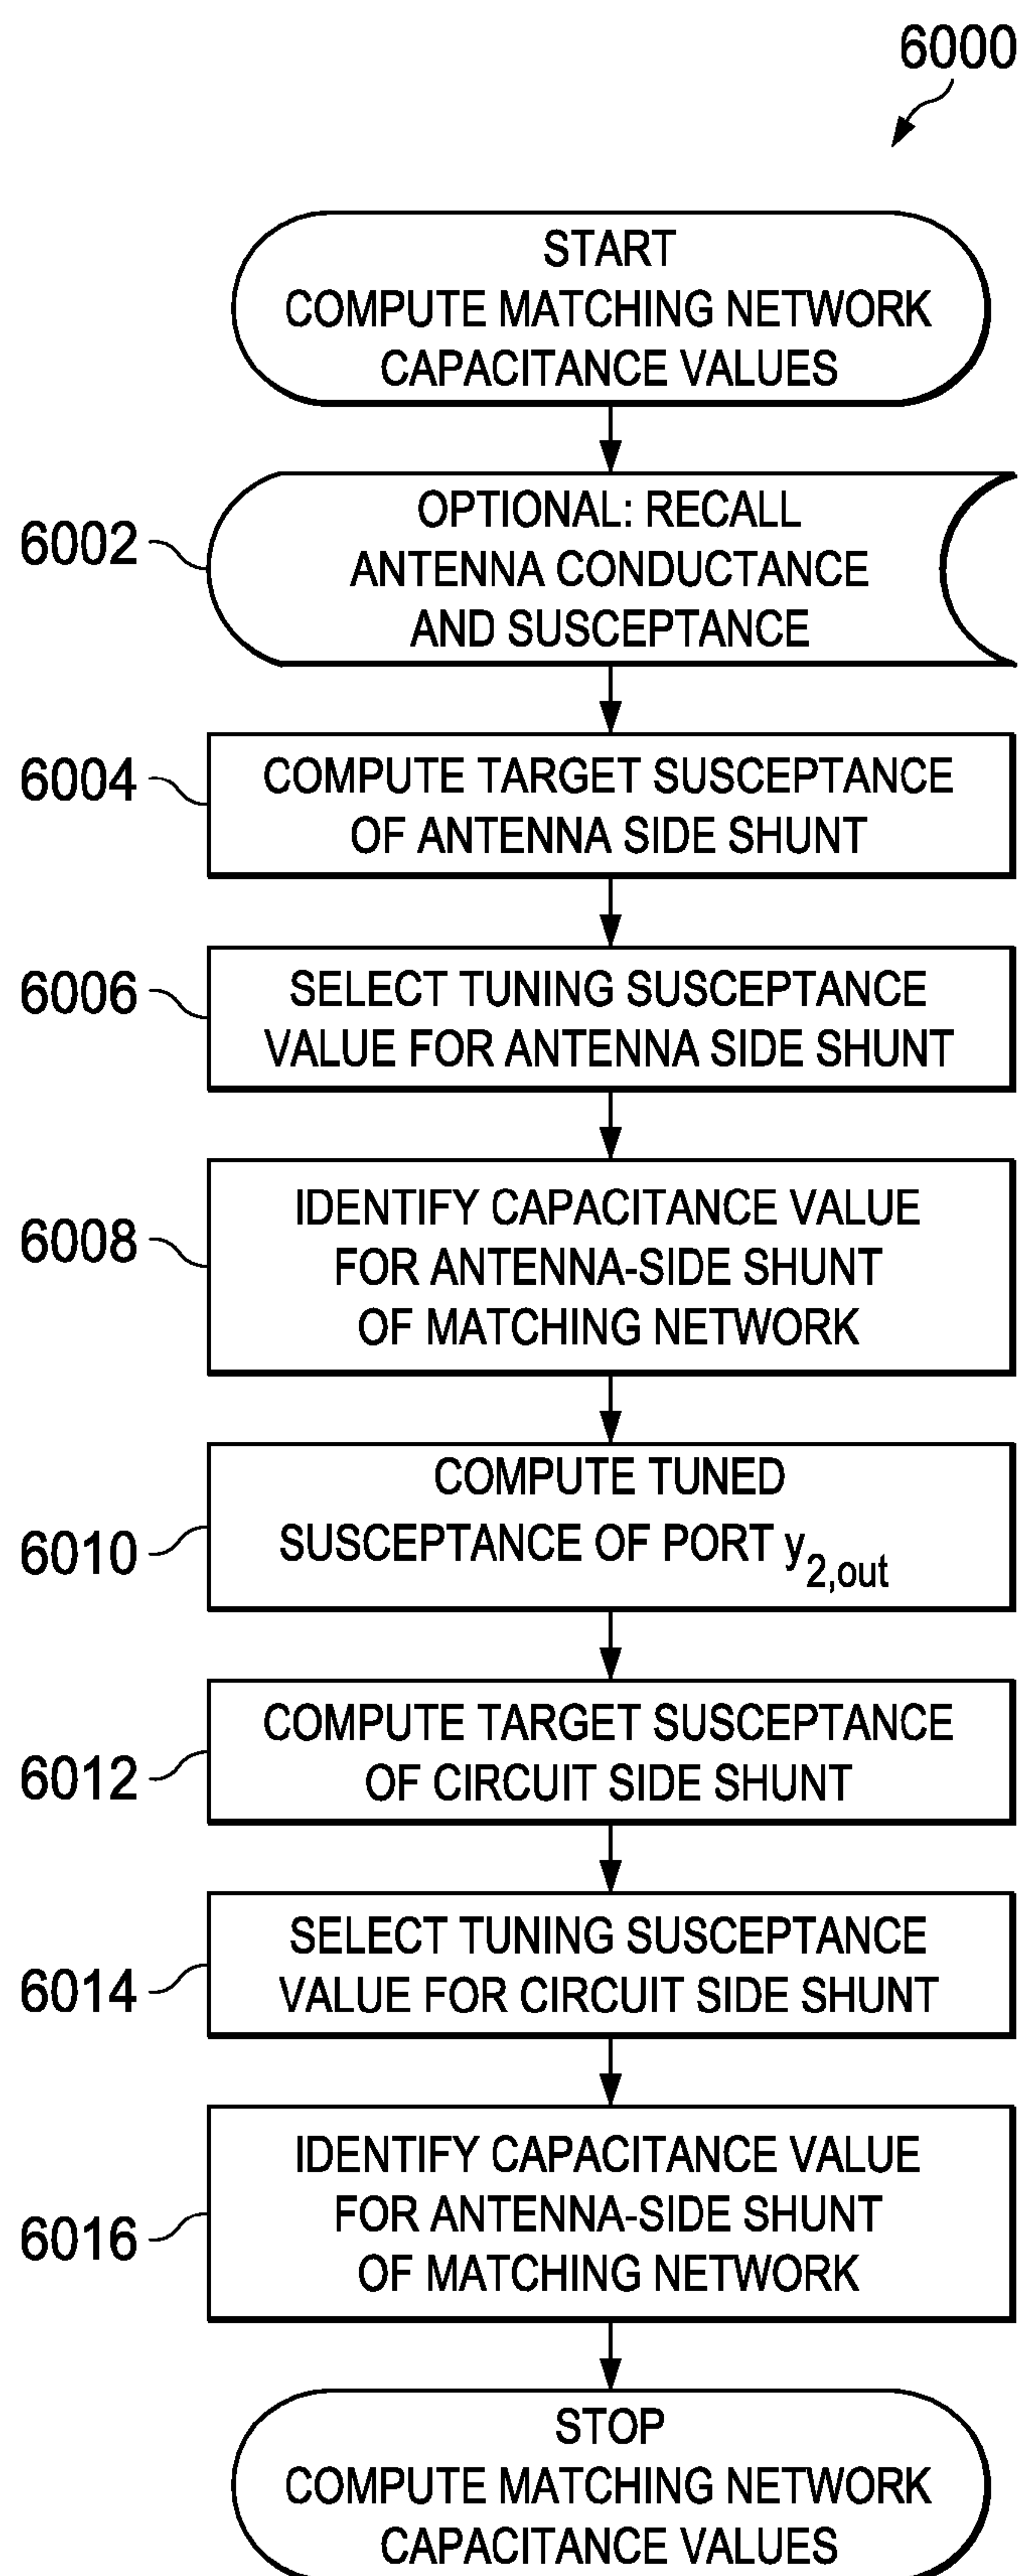 6000
START
COMPUTE MATCHING NETWORK
CAPACITANCE VALUES
6002
OPTIONAL: RECALL
ANTENNA CONDUCTANCE
AND SUSCEPTANCE
6004
COMPUTE TARGET SUSCEPTANCE
OF ANTENNA SIDE SHUNT
6006
SELECT TUNING SUSCEPTANCE
VALUE FOR ANTENNA SIDE SHUNT
6008
IDENTIFY CAPACITANCE VALUE
FOR ANTENNA-SIDE SHUNT
OF MATCHING NETWORK
6010
COMPUTE TUNED
SUSCEPTANCE OF PORT y2,out
6012
COMPUTE TARGET SUSCEPTANCE
OF CIRCUIT SIDE SHUNT
6014
SELECT TUNING SUSCEPTANCE
VALUE FOR CIRCUIT SIDE SHUNT
6016
IDENTIFY CAPACITANCE VALUE
FOR ANTENNA-SIDE SHUNT
OF MATCHING NETWORK
STOP
COMPUTE MATCHING NETWORK
CAPACITANCE VALUES